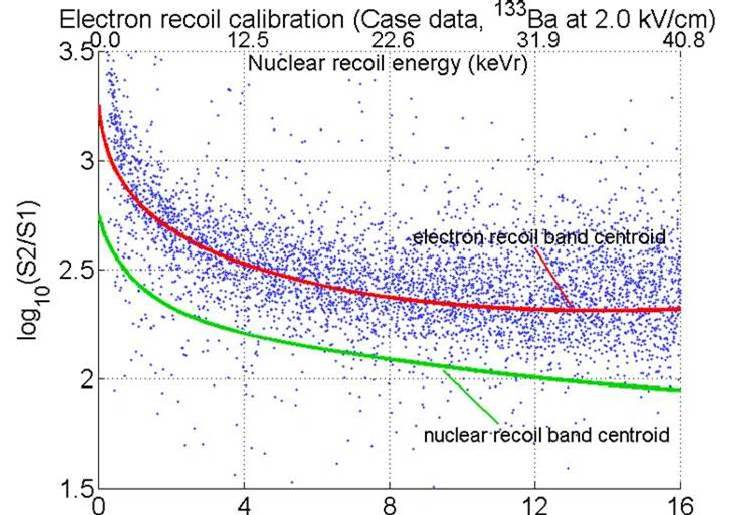 Electron recoil calibration (Case data, ¹³³Ba at 2.0 kV/cm)
0.0 12.5 22.6 31.9 40.8
Nuclear recoil energy (keVr)
3.5
3
electron recoil band centroid
2.5
log₁₀(S2/S1)
2
nuclear recoil band centroid
1.5
0 4 8 12 16